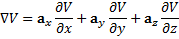 ∇V = a_x ∂V/∂x + a_y ∂V/∂y + a_z ∂V/∂z